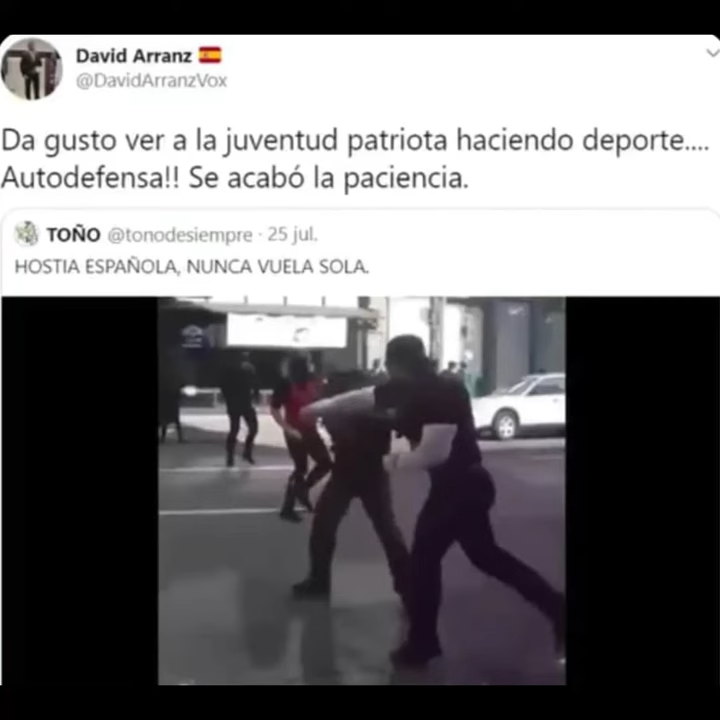 David Arranz
@DavidArranzVox
Da gusto ver a la juventud patriota haciendo deporte....
Autodefensa!! Se acabó la paciencia.
TOÑO @tonodesiempre · 25 jul.
HOSTIA ESPAÑOLA, NUNCA VUELA SOLA.